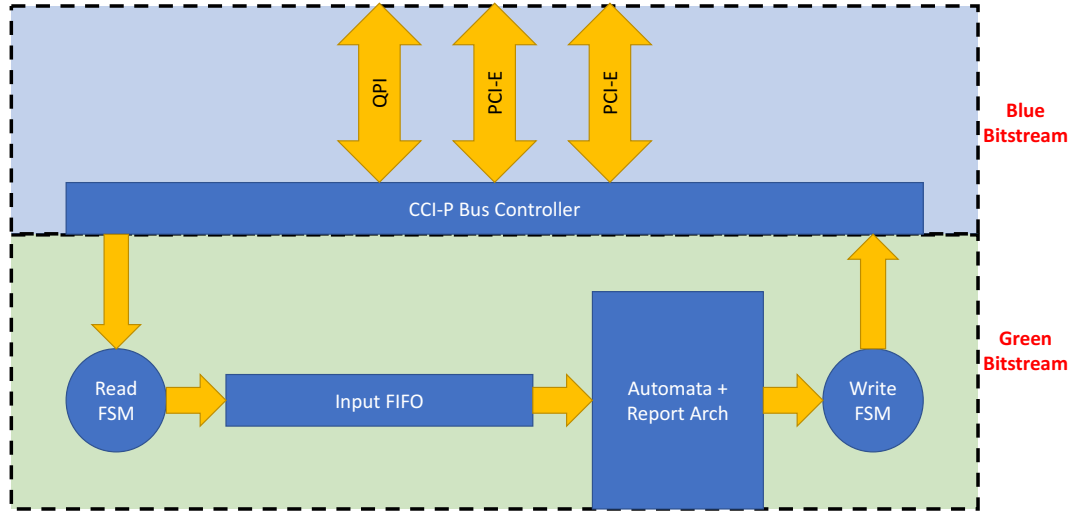 QPI
PCI-E
PCI-E
Blue
Bitstream
CCI-P Bus Controller
Green
Bitstream
Read
FSM
Input FIFO
Automata +
Report Arch
Write
FSM